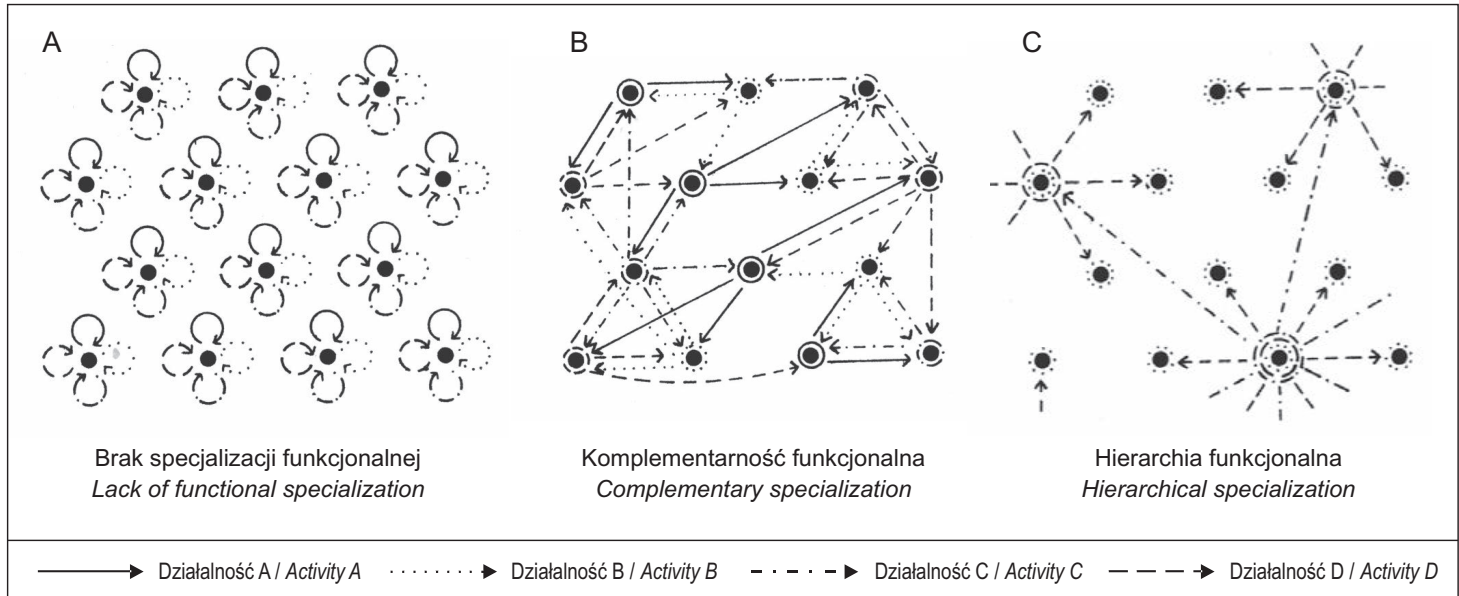 A
B
C
Brak specjalizacji funkcjonalnej
Lack of functional specialization
Komplementarność funkcjonalna
Complementary specialization
Hierarchia funkcjonalna
Hierarchical specialization
Działalność A / Activity A
Działalność B / Activity B
Działalność C / Activity C
Działalność D / Activity D